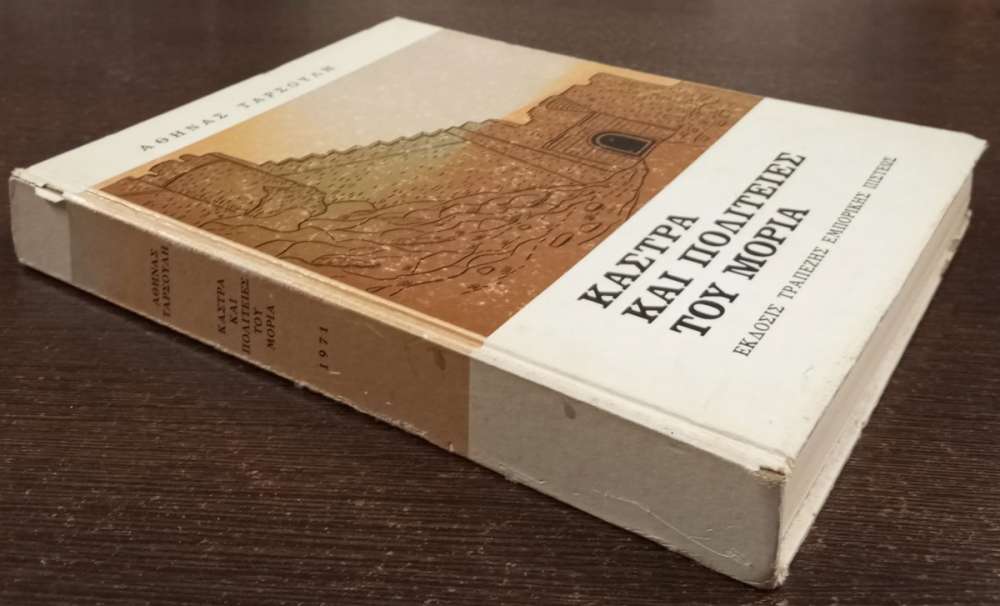 ΑΘΗΝΑΣ ΤΑΡΣΟΥΛΗ
ΚΑΣΤΡΑ
ΚΑΙ ΠΟΛΙΤΕΙΕΣ
ΤΟΥ ΜΟΡΙΑ
ΕΚΔΟΣΙΣ ΤΡΑΠΕΖΗΣ ΕΜΠΟΡΙΚΗΣ ΠΙΣΤΕΩΣ
ΑΘΗΝΑΣ
ΤΑΡΣΟΥΛΗ
ΚΑΣΤΡΑ
ΚΑΙ
ΠΟΛΙΤΕΙΕΣ
ΤΟΥ
ΜΟΡΙΑ
1971